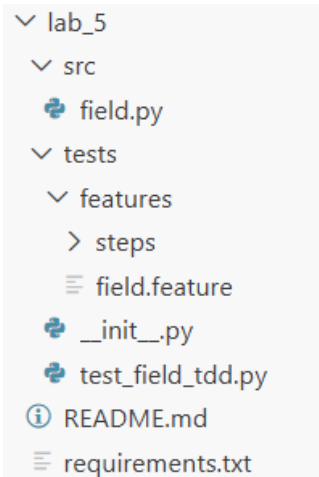 lab_5
src
field.py
tests
features
steps
field.feature
__init__.py
test_field_tdd.py
README.md
requirements.txt